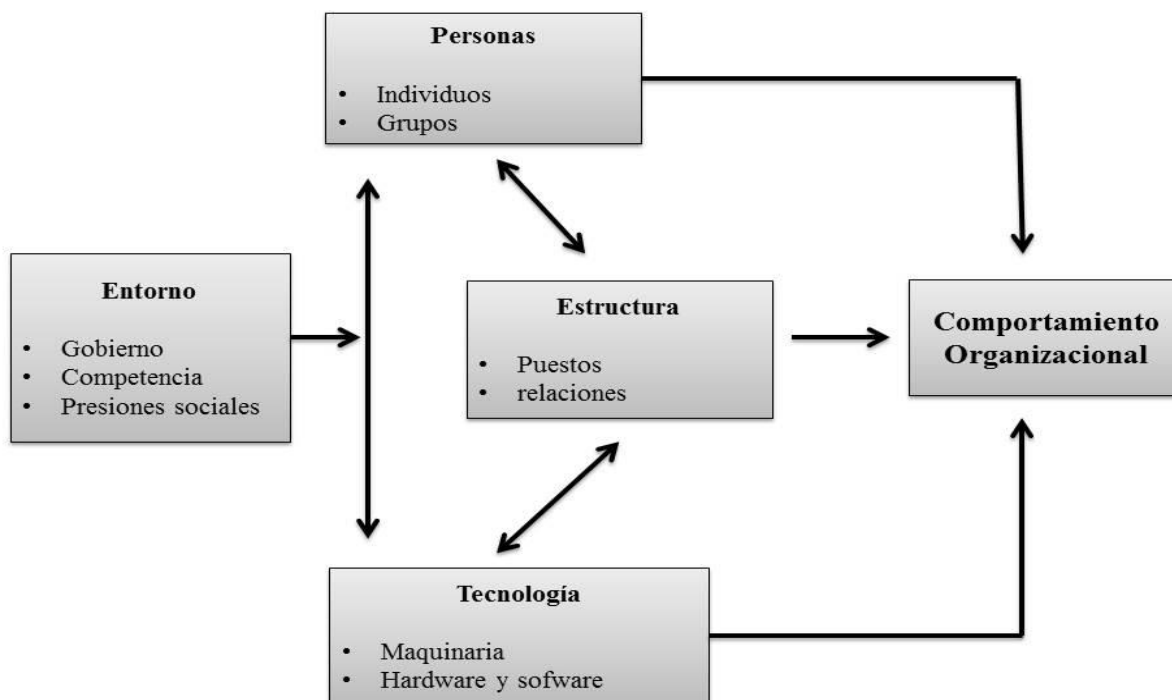 Personas
• Individuos
• Grupos
Entorno
• Gobierno
• Competencia
• Presiones sociales
Estructura
• Puestos
• relaciones
Comportamiento
Organizacional
Tecnología
• Maquinaria
• Hardware y sofware